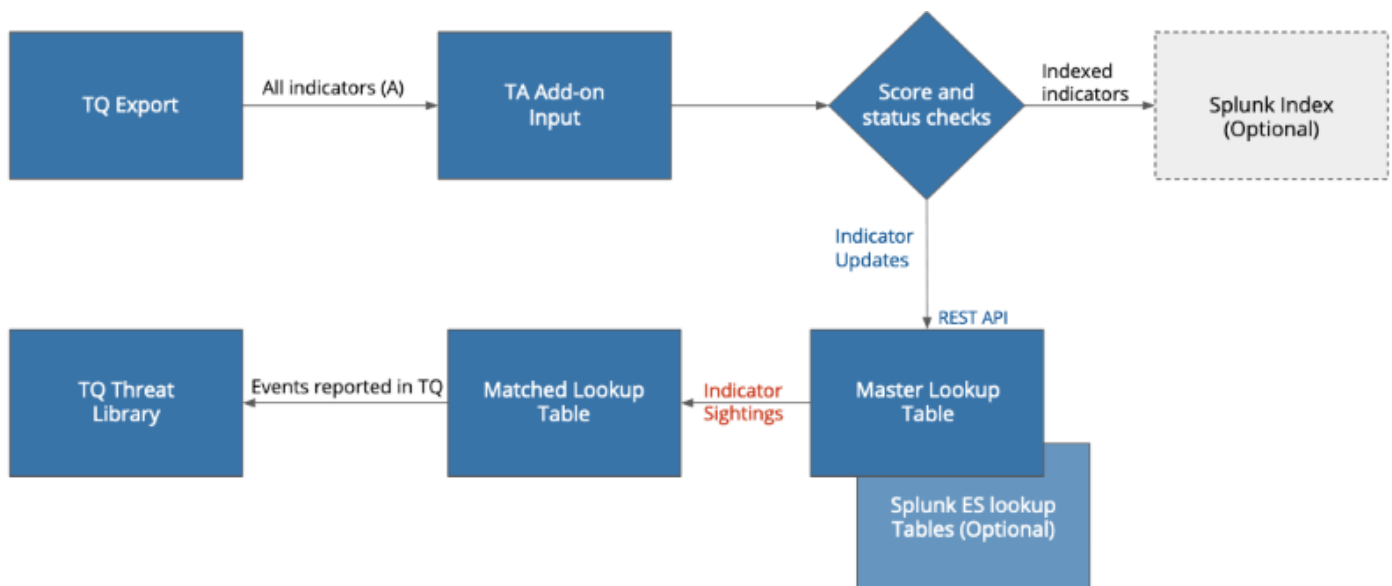 TQ Export
All indicators (A)
TA Add-on
Input
Score and
status checks
Indexed
indicators
Splunk Index
(Optional)
Indicator
Updates
REST API
TQ Threat
Library
Events reported in TQ
Matched Lookup
Table
Indicator
Sightings
Master Lookup
Table
Splunk ES lookup
Tables (Optional)